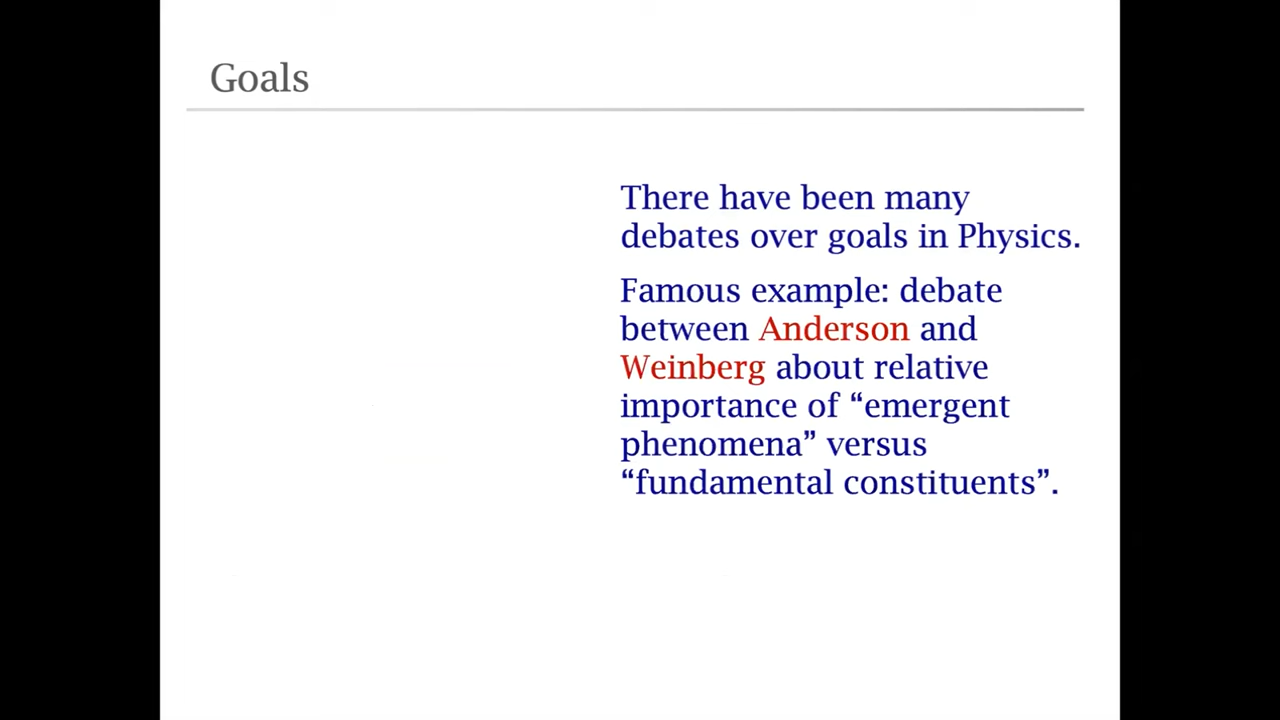 Goals
There have been many
debates over goals in Physics.
Famous example: debate
between Anderson and
Weinberg about relative
importance of “emergent
phenomena” versus
“fundamental constituents”.